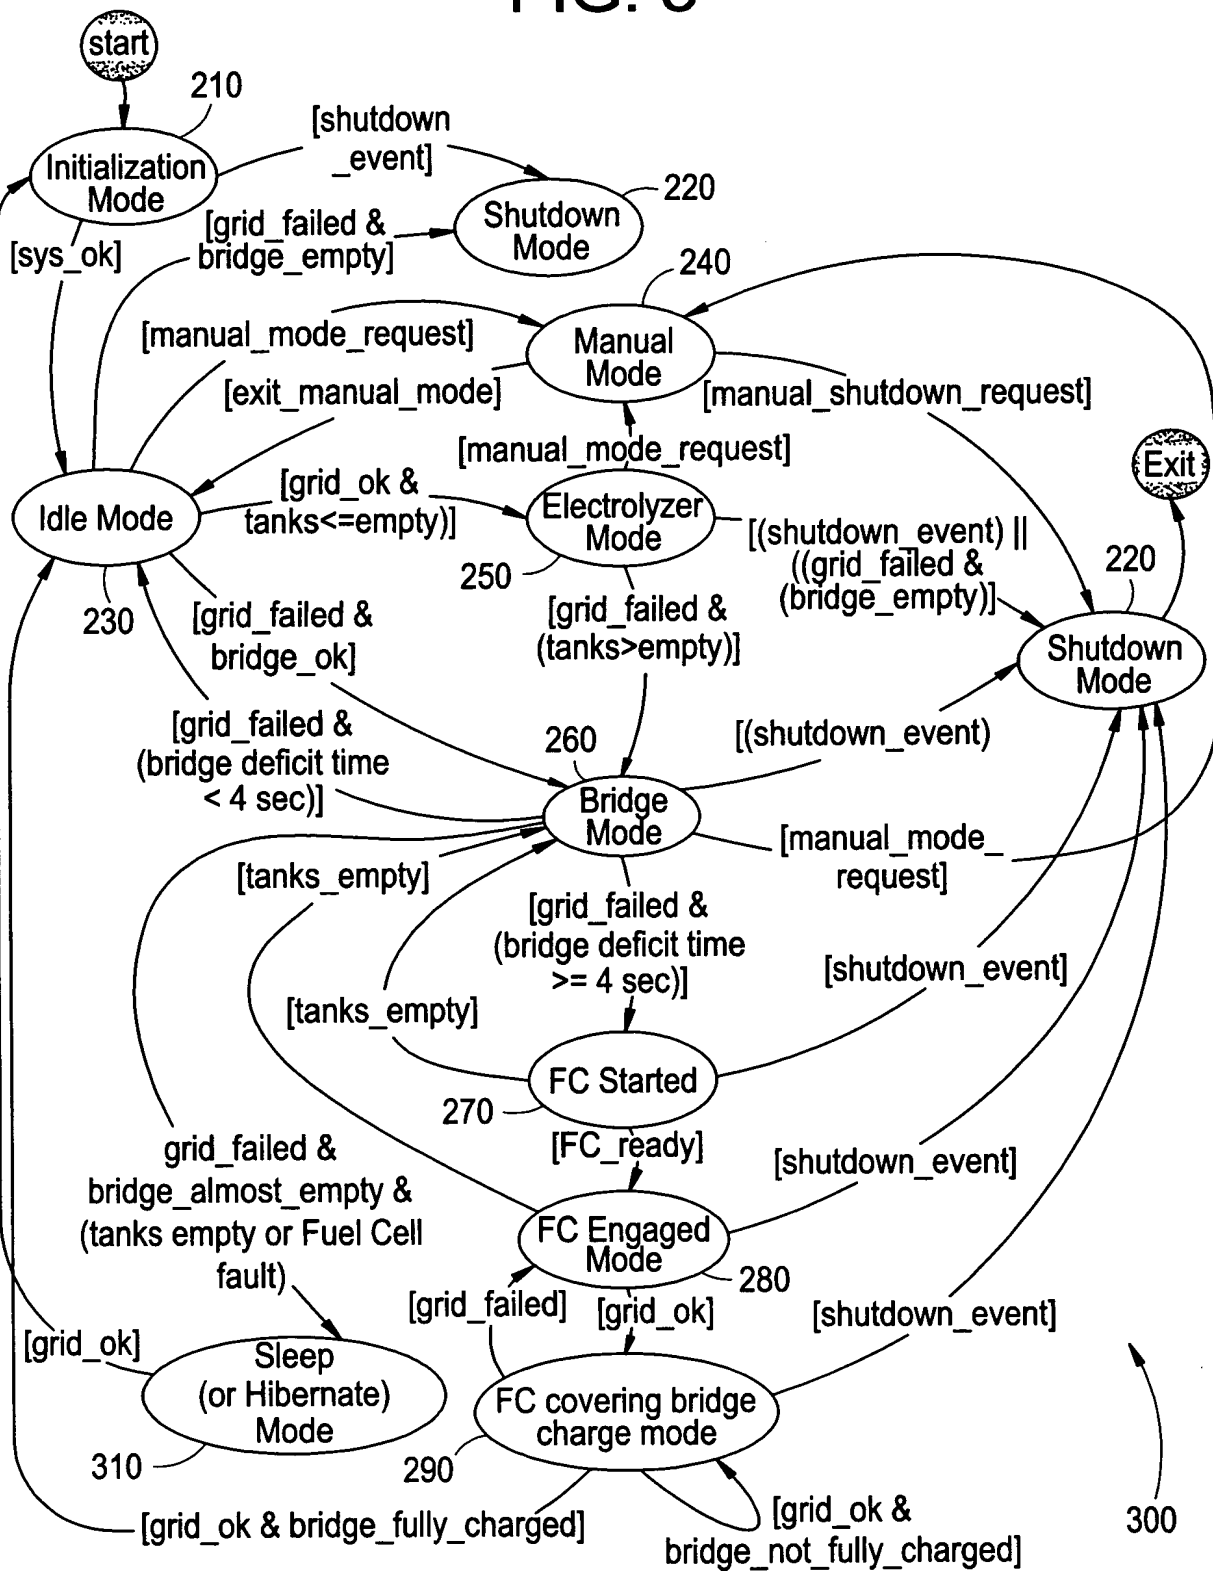 start
210
[shutdown
_event]
Initialization
Mode
220
Shutdown
Mode
[grid_failed &
bridge_empty]
[sys_ok]
240
[manual_mode_request]
Manual
Mode
[exit_manual_mode]
[manual_shutdown_request]
[manual_mode_request]
Exit
[grid_ok &
tanks<=empty)]
Idle Mode
Electrolyzer
Mode
[(shutdown_event) ||
((grid_failed &
(bridge_empty)]
220
250
230
[grid_failed &
bridge_ok]
[grid_failed &
(tanks>empty)]
Shutdown
Mode
[grid_failed &
(bridge deficit time
< 4 sec)]
260
[(shutdown_event)
Bridge
Mode
[manual_mode_
request]
[tanks_empty]
[grid_failed &
(bridge deficit time
>= 4 sec)]
[shutdown_event]
[tanks_empty]
FC Started
270
[FC_ready]
grid_failed &
bridge_almost_empty &
(tanks empty or Fuel Cell
fault)
[shutdown_event]
FC Engaged
Mode
280
[grid_failed]
[grid_ok]
[shutdown_event]
[grid_ok]
Sleep
(or Hibernate)
Mode
FC covering bridge
charge mode
310
290
[grid_ok & bridge_fully_charged]
[grid_ok &
bridge_not_fully_charged]
300